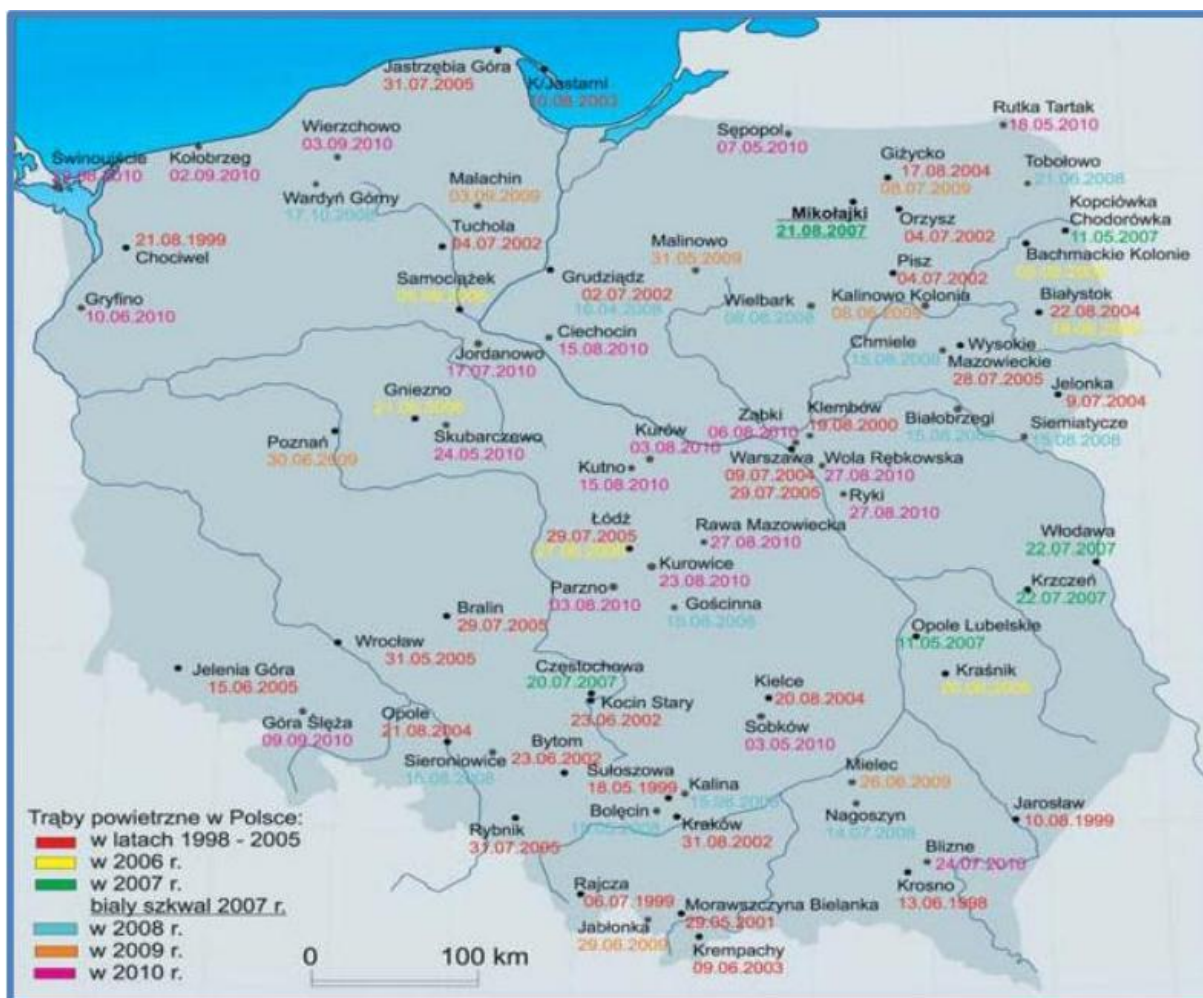 Jastrzębia Góra
31.07.2005
K/Jastarni
10.08.2003
Rutka Tartak
18.05.2010
Wierzchowo
03.09.2010
Sępopol
07.05.2010
Świnoujście
Kołobrzeg
02.09.2010
Giżycko
17.08.2004
08.07.2009
Tobołowo
21.06.2008
Wardyń Górny
17.10.2008
Malachin
03.09.2009
Mikołajki
21.08.2007
Orzysz
04.07.2002
Kopciówka
Chodorówka
11.05.2007
Tuchola
04.07.2002
21.08.1999
Chociwel
Malinowo
31.05.2009
Bachmackie Kolonie
Samociążek
Grudziądz
02.07.2002
16.04.2008
Pisz
04.07.2002
Gryfino
10.06.2010
Wielbark
08.08.2008
Kalinowo Kolonia
08.06.2009
Białystok
22.08.2004
Ciechocin
15.08.2010
Jordanowo
17.07.2010
Chmiele
15.08.2008
Wysokie
Mazowieckie
28.07.2005
Gniezno
Jelonka
9.07.2004
Poznań
30.06.2009
Skubarczewo
24.05.2010
Kurów
03.08.2010
Ząbki
06.08.2010
Klembów
19.08.2000
Białobrzegi
15.08.2008
Siemiatycze
15.08.2008
Kutno
15.08.2010
Warszawa
09.07.2004
29.07.2005
Wola Rębkowska
27.08.2010
Ryki
27.08.2010
Łódź
29.07.2005
Rawa Mazowiecka
27.08.2010
Włodawa
22.07.2007
Kurowice
23.08.2010
Parzno
03.08.2010
Gościnna
15.08.2008
Krzczeń
22.07.2007
Bralin
29.07.2005
Opole Lubelskie
11.05.2007
Wrocław
31.05.2005
Jelenia Góra
15.06.2005
Częstochowa
20.07.2007
Kocin Stary
23.06.2002
Kielce
20.08.2004
Kraśnik
Góra Ślęża
09.09.2010
Opole
21.08.2004
Sobków
03.05.2010
Sieroniowice
15.08.2008
Bytom
23.06.2002
Sułoszowa
18.05.1999
Kalina
15.08.2008
Mielec
26.06.2009
Bolęcin
Kraków
31.08.2002
Nagoszyn
14.07.2008
Jarosław
10.08.1999
Rybnik
31.07.2005
Blizne
24.07.2010
Krosno
13.06.1998
Rajcza
06.07.1999
Morawszczyna Bielanka
29.05.2001
Jabłonka
29.06.2009
Krempachy
09.06.2003
Trąby powietrzne w Polsce:
w latach 1998 - 2005
w 2006 r.
w 2007 r.
bialy szkwal 2007 r.
w 2008 r.
w 2009 r.
w 2010 r.
0 100 km